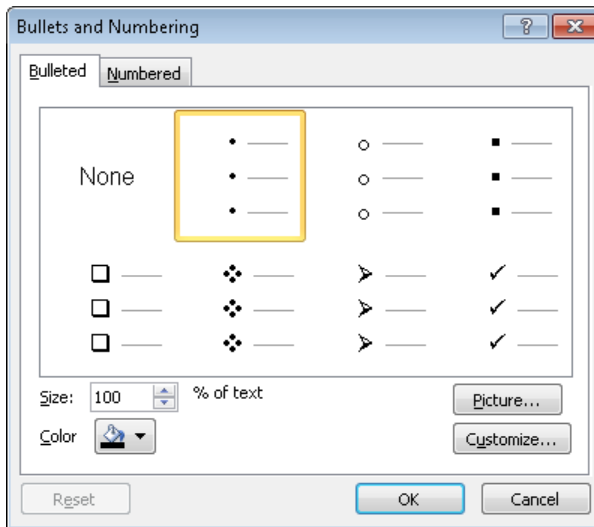 Bullets and Numbering
Bulleted Numbered
None
Size: 100 % of text
Picture...
Color
Customize...
Reset OK Cancel